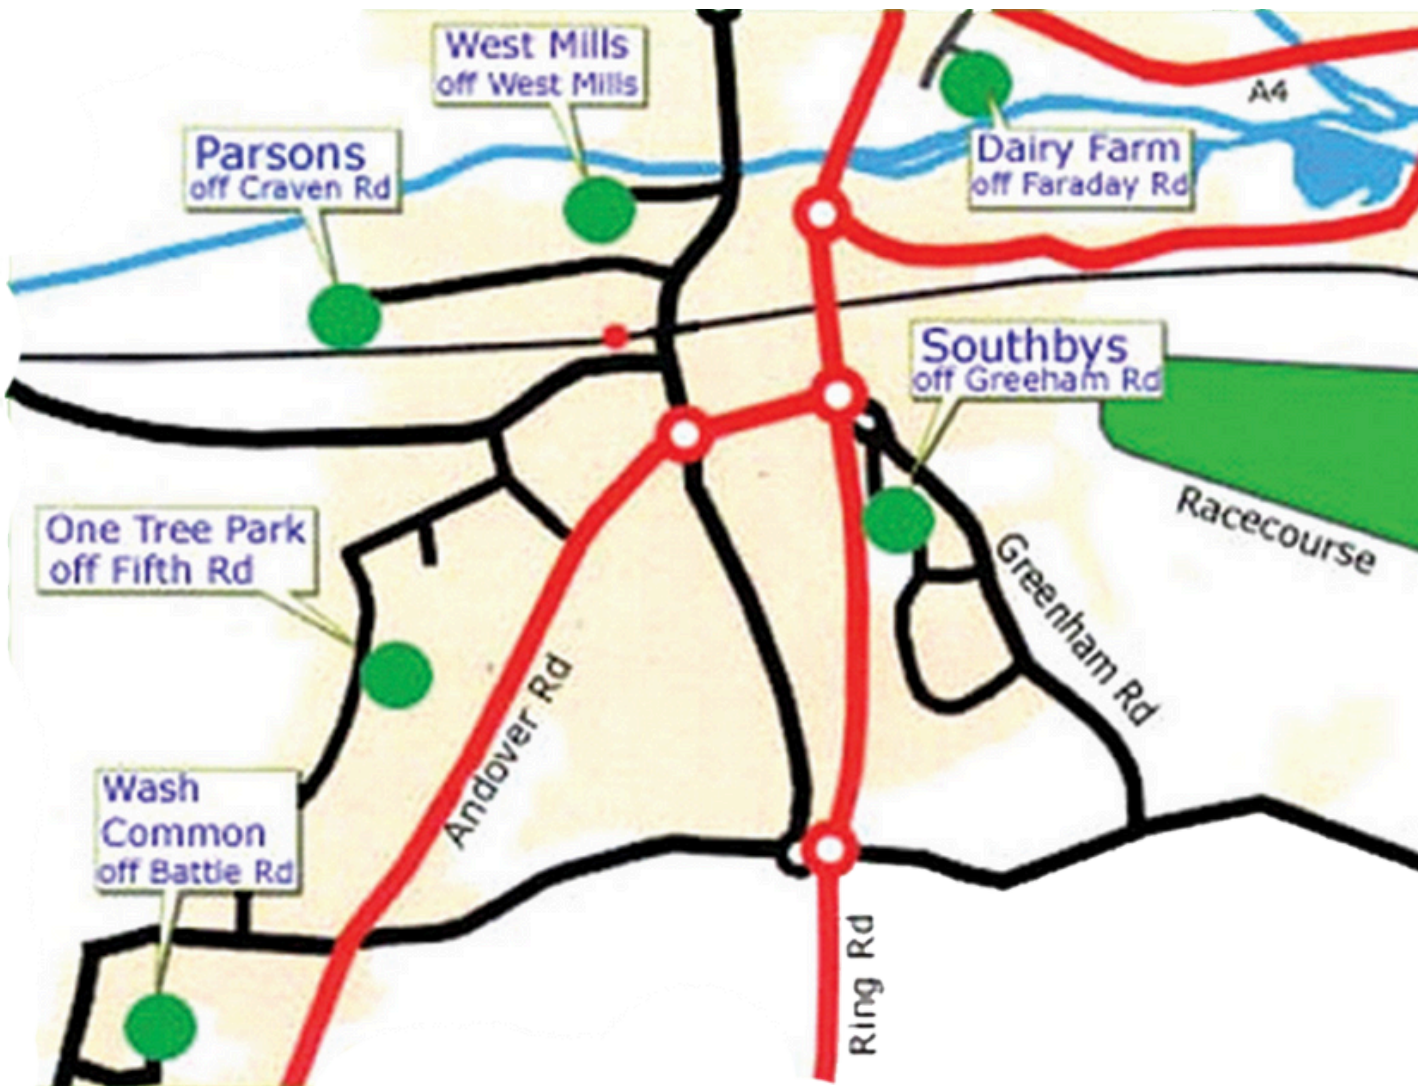 West Mills
off West Mills
A4
Parsons
off Craven Rd
Dairy Farm
off Faraday Rd
Southbys
off Greeham Rd
Racecourse
One Tree Park
off Fifth Rd
Greenham Rd
Andover Rd
Wash
Common
off Battle Rd
Ring Rd